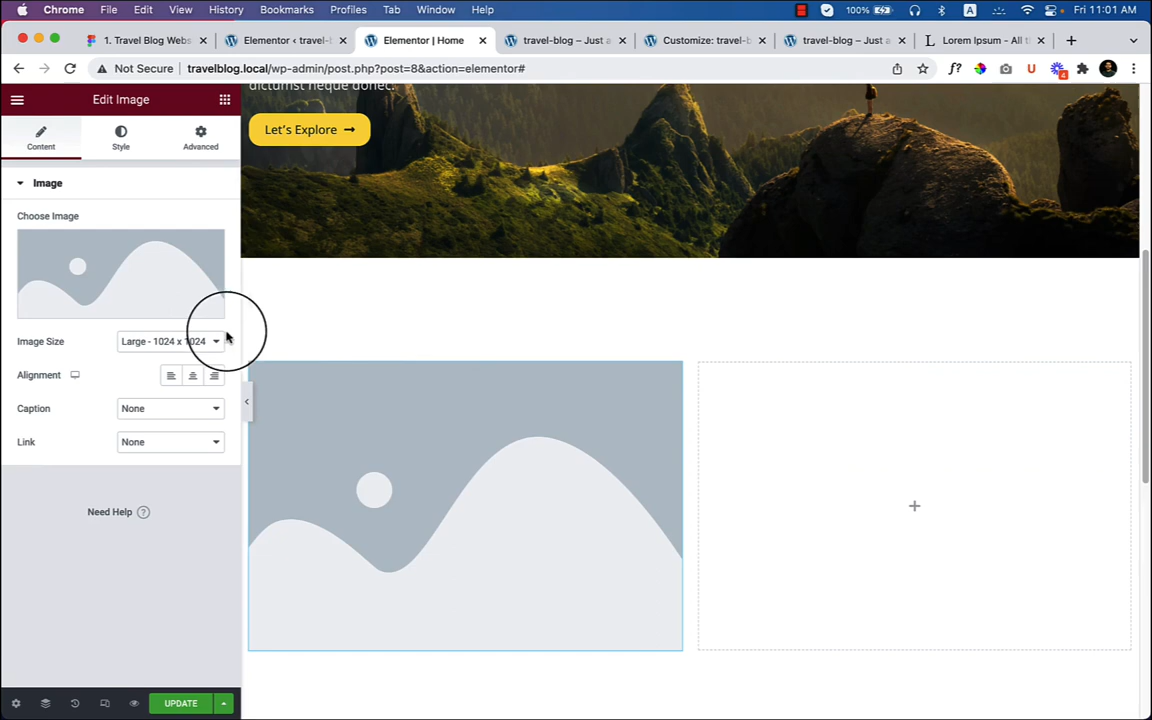 Chrome File Edit View History Bookmarks Profiles Tab Window Help 100% A Fri 11:01 AM
1. Travel Blog Webs
Elementor ‹ travel-b
Elementor | Home
travel-blog – Just a
Customize: travel-b
travel-blog – Just a
Lorem Ipsum - All t
Not Secure travelblog.local/wp-admin/post.php?post=8&action=elementor#
f?
U
4
Edit Image
dictumst neque donec.
Content Style Advanced
Let's Explore →
Image
Choose Image
Image Size Large - 1024 x 1024
Alignment
Caption None
Link None
Need Help ?
UPDATE